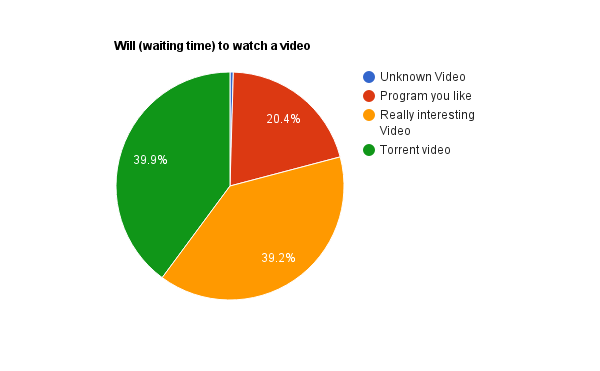 Will (waiting time) to watch a video
Unknown Video
Program you like
Really interesting
Video
Torrent video
20.4%
39.9%
39.2%